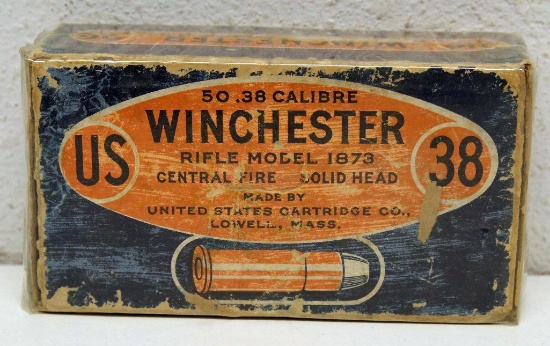 50 .38 CALIBRE
WINCHESTER
RIFLE MODEL 1873
US
38
CENTRAL FIRE OLID HEAD
MADE BY
UNITED STATES CARTRIDGE CO.,
LOWELL, MASS.